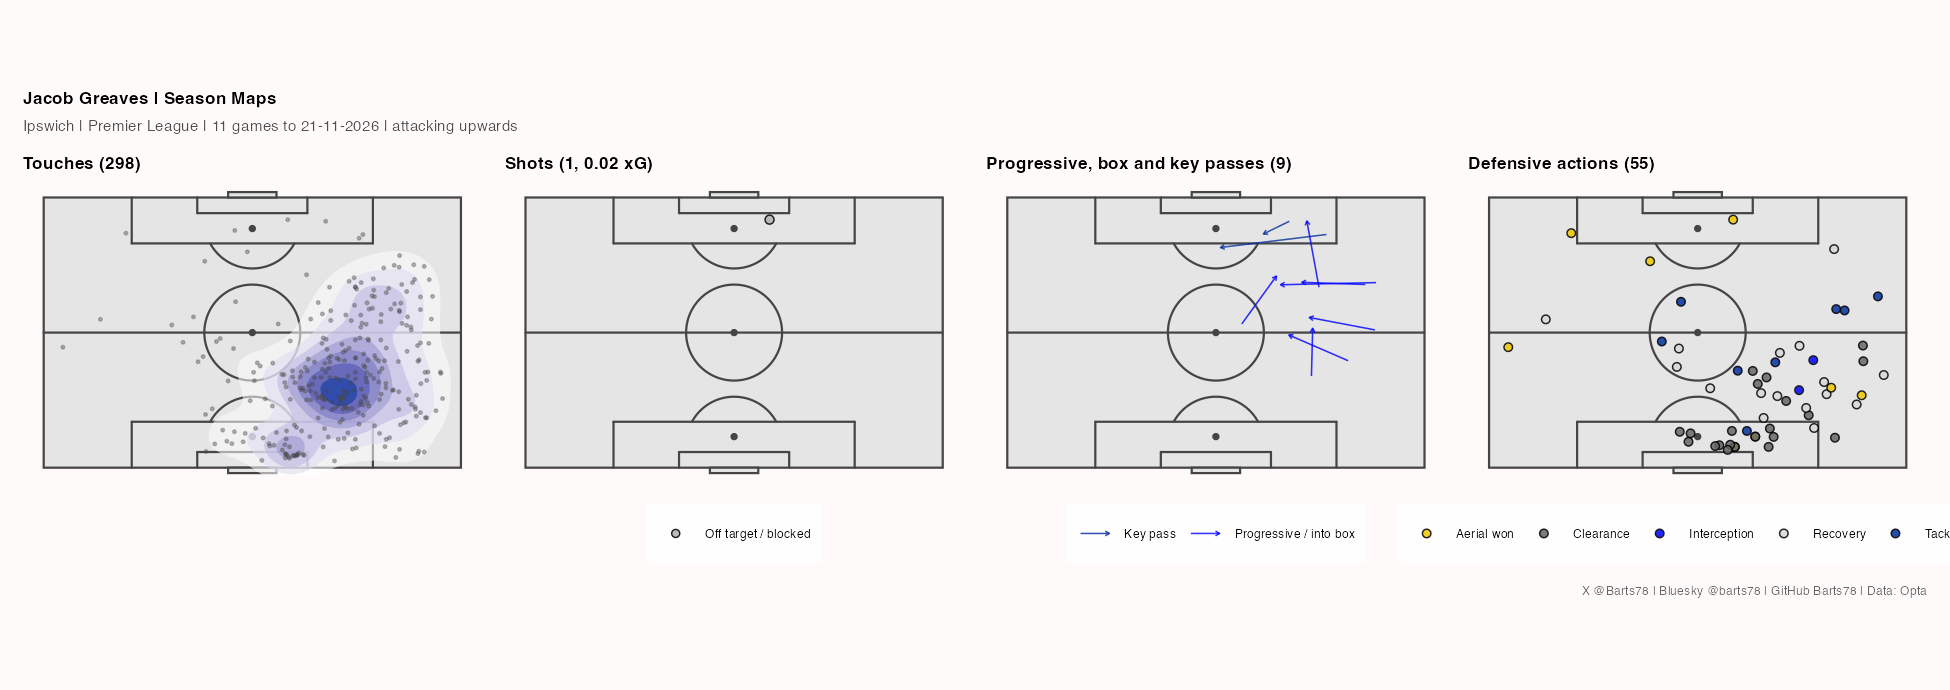 Jacob Greaves | Season Maps
Ipswich | Premier League | 11 games to 21-11-2026 | attacking upwards
Touches (298)
Shots (1, 0.02 xG)
Progressive, box and key passes (9)
Defensive actions (55)
Off target / blocked
Key pass
Progressive / into box
Aerial won
Clearance
Interception
Recovery
Tack
X @Barts78 | Bluesky @barts78 | GitHub Barts78 | Data: Opta